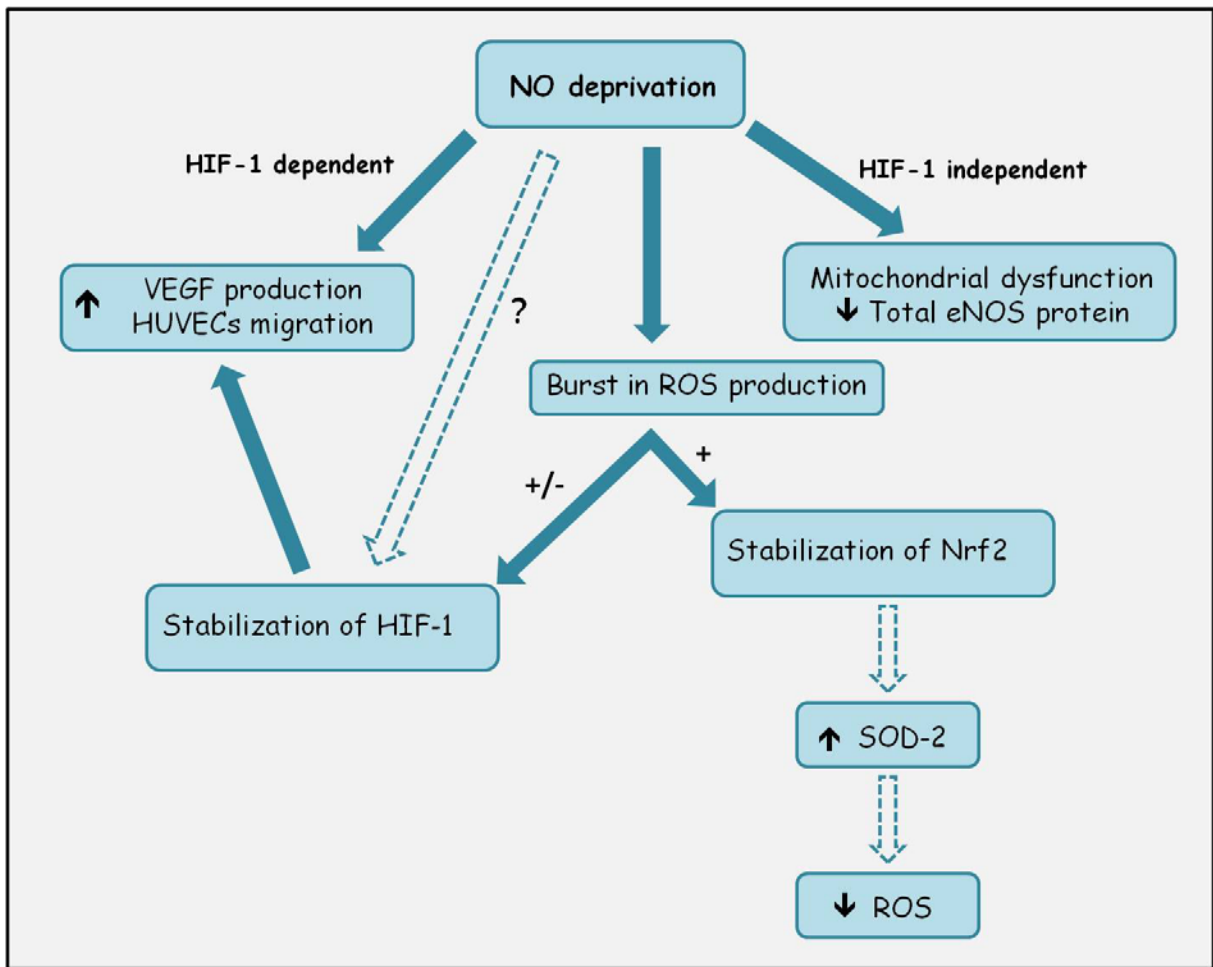 NO deprivation
HIF-1 dependent
HIF-1 independent
↑ VEGF production
HUVECs migration
?
Mitochondrial dysfunction
↓ Total eNOS protein
Burst in ROS production
+/-
+
Stabilization of HIF-1
Stabilization of Nrf2
↑ SOD-2
↓ ROS